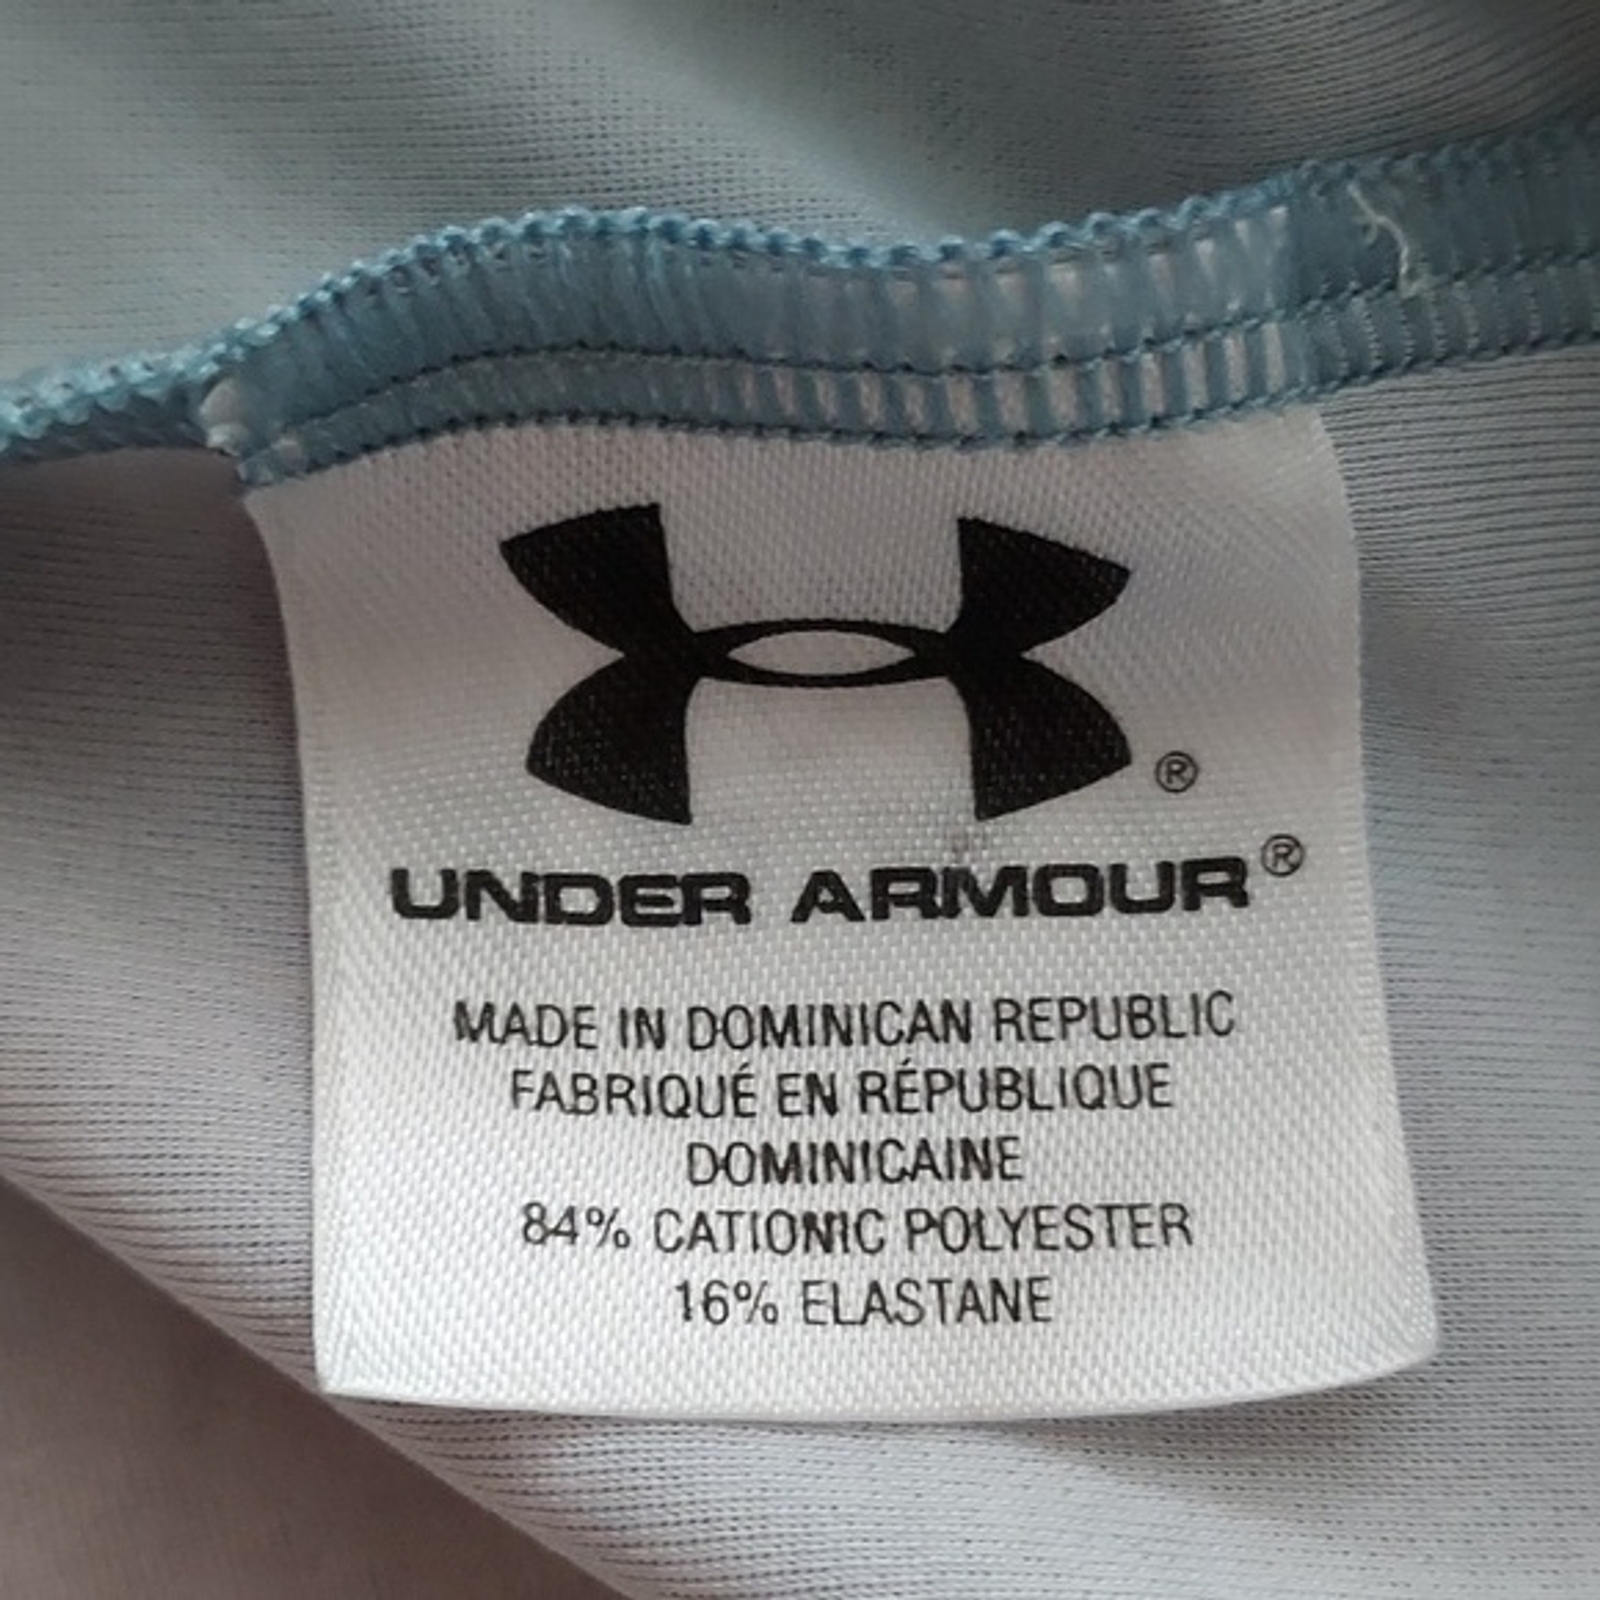 ®
UNDER ARMOUR®
MADE IN DOMINICAN REPUBLIC
FABRIQUÉ EN RÉPUBLIQUE
DOMINICAINE
84% CATIONIC POLYESTER
16% ELASTANE